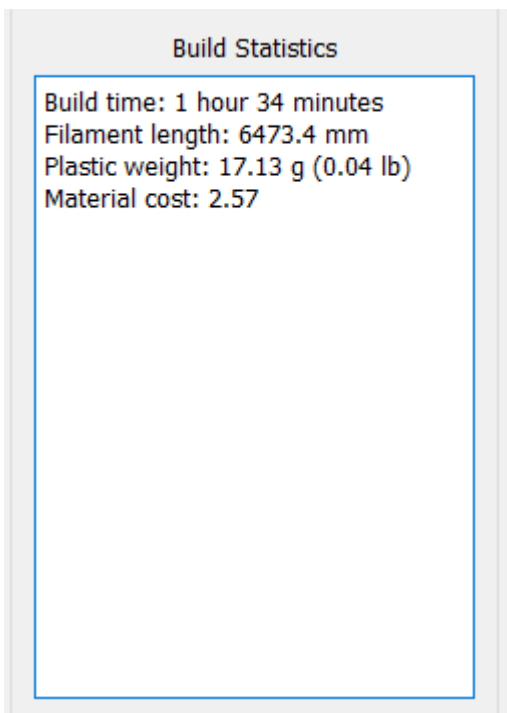 Build Statistics
Build time: 1 hour 34 minutes
Filament length: 6473.4 mm
Plastic weight: 17.13 g (0.04 lb)
Material cost: 2.57